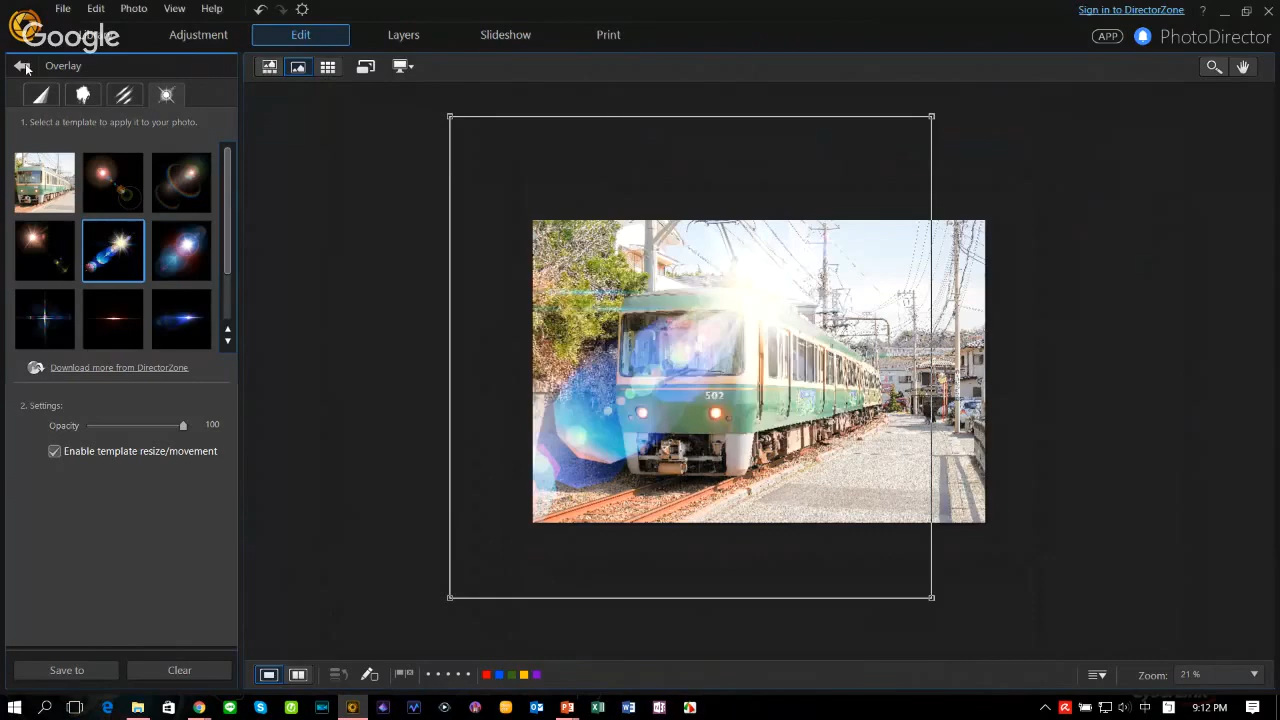 File Edit Photo View Help
Sign in to DirectorZone ?
Google
Adjustment Edit Layers Slideshow Print
APP PhotoDirector
Overlay
1. Select a template to apply it to your photo.
502
Download more from DirectorZone
2. Settings:
Opacity 100
Enable template resize/movement
Save to Clear
Zoom: 21 %
9:12 PM